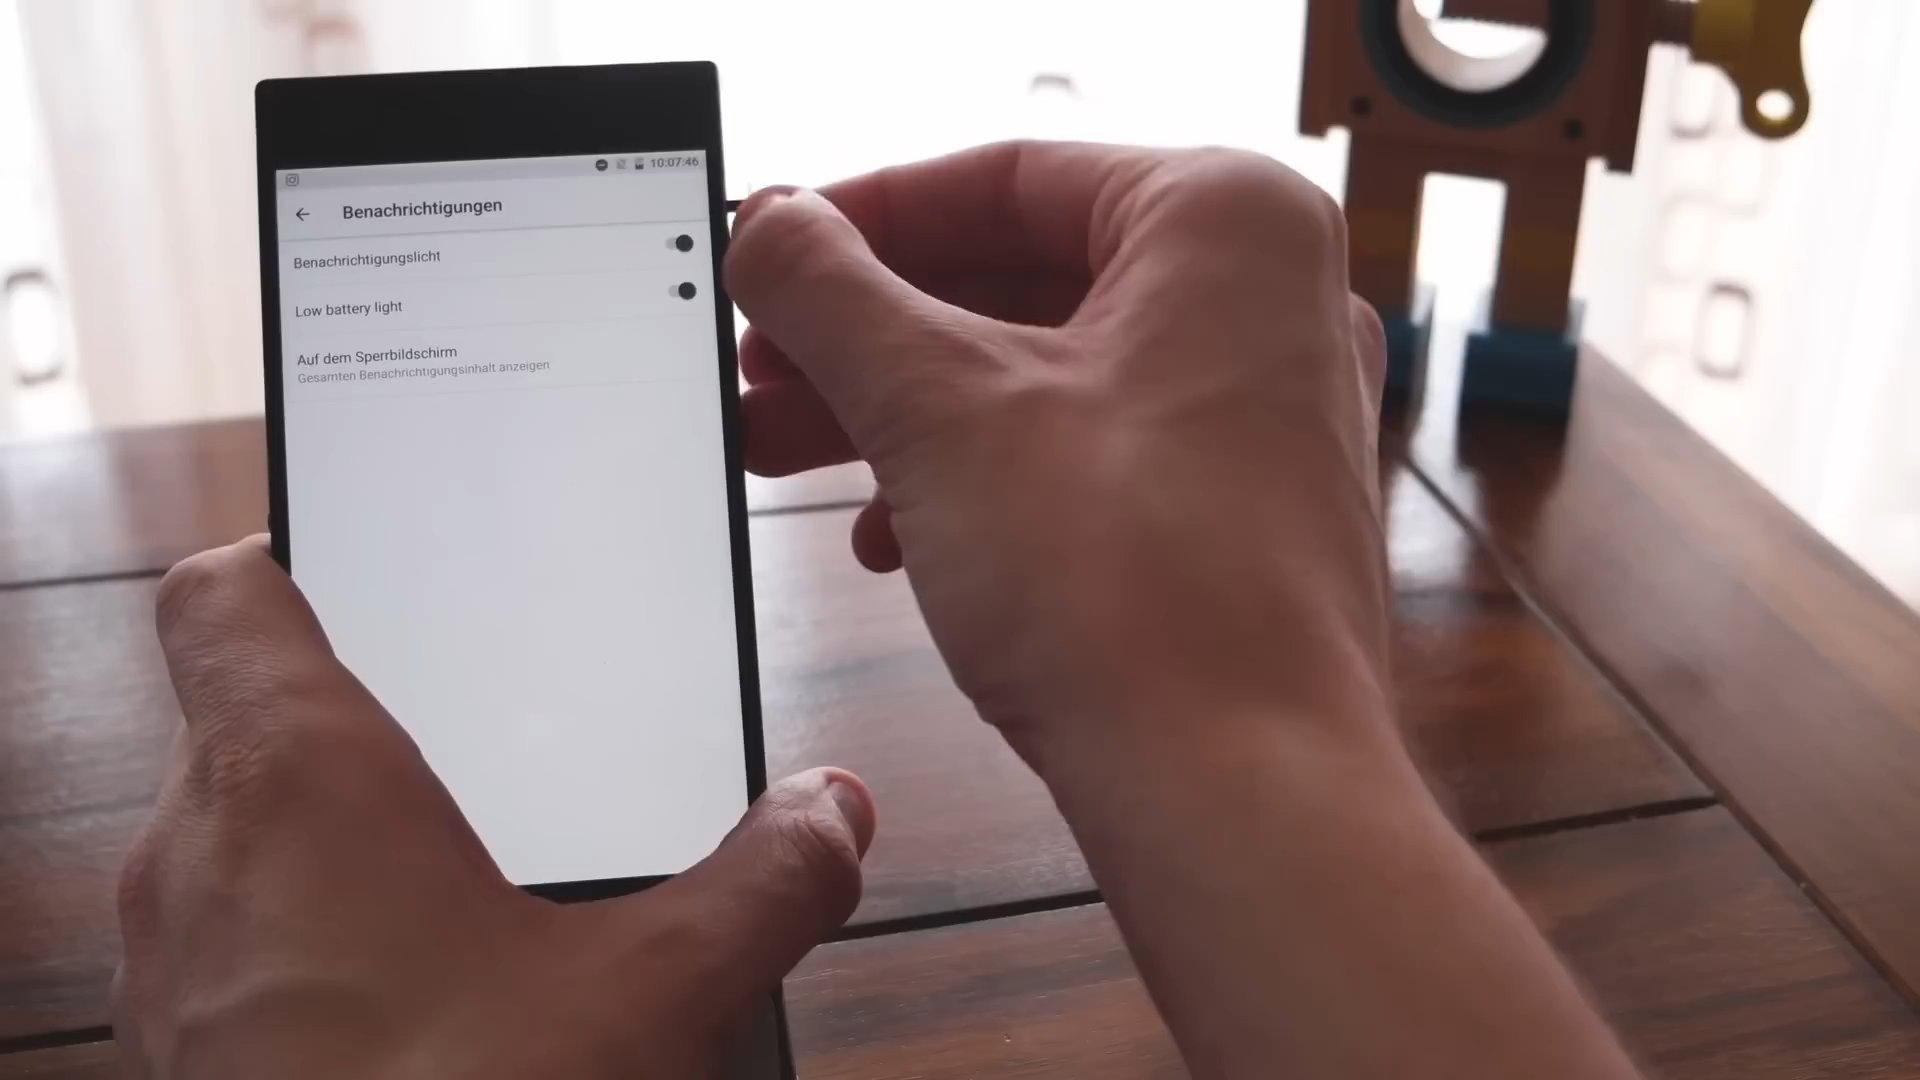 10:07:46
Benachrichtigungen
Benachrichtigungslicht
Low battery light
Auf dem Sperrbildschirm
Gesamten Benachrichtigungsinhalt anzeigen